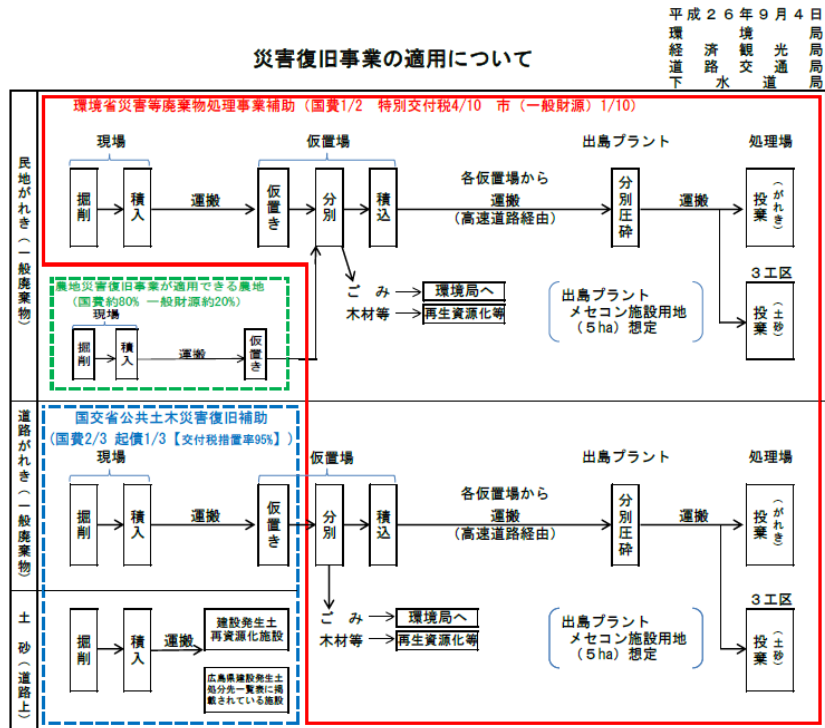 平成２６年９月４日
環境局
経済観光局
道路交通局
下水道局
災害復旧事業の適用について
民地がれき（一般廃棄物）
環境省災害等廃棄物処理事業補助（国費1/2　特別交付税4/10　市（一般財源）1/10）
現場
仮置場
出島プラント
処理場
掘削
積入
運搬
仮置き
分別
積込
各仮置場から
運搬
（高速道路経由）
分別圧砕
運搬
投棄（がれき）
ごみ
環境局へ
木材等
再生資源化等
出島プラント
メセコン施設用地
（５ha）想定
３工区
投棄（土砂）
農地災害復旧事業が適用できる農地
（国費約80%　一般財源約20%）
現場
掘削
積入
運搬
仮置き
道路がれき（一般廃棄物）
国交省公共土木災害復旧補助
（国費2/3 起債1/3【交付税措置率95%】）
現場
仮置場
出島プラント
処理場
掘削
積入
運搬
仮置き
分別
積込
各仮置場から
運搬
（高速道路経由）
分別圧砕
運搬
投棄（がれき）
ごみ
環境局へ
木材等
再生資源化等
出島プラント
メセコン施設用地
（５ha）想定
３工区
投棄（土砂）
土砂（道路上）
掘削
積入
運搬
建設発生土
再資源化施設
広島県建設発生土
処分先一覧表に掲
載されている施設